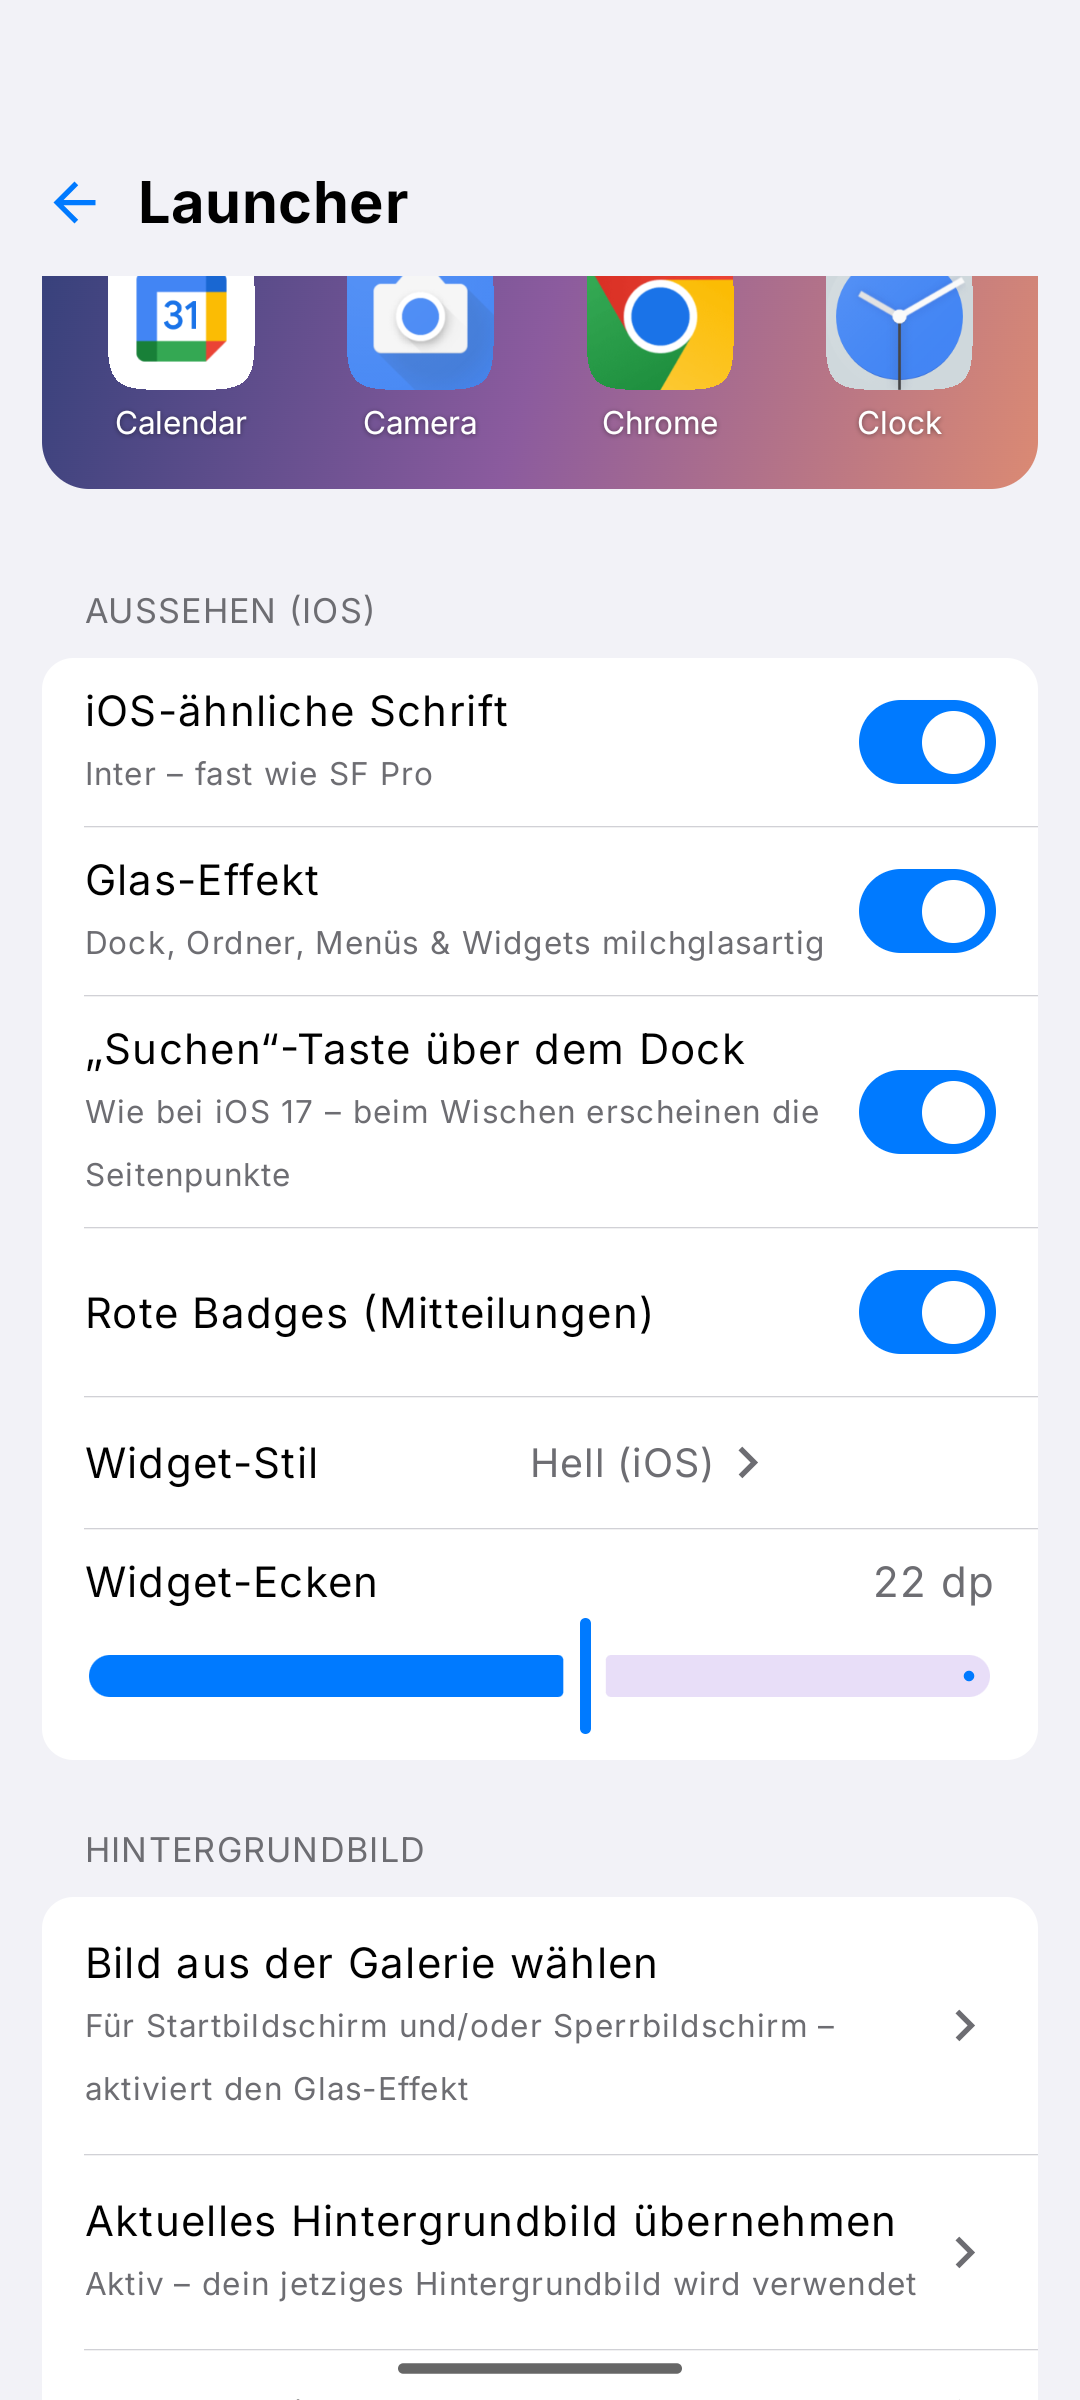 Launcher
31
Calendar Camera Chrome Clock
AUSSEHEN (IOS)
iOS-ähnliche Schrift
Inter – fast wie SF Pro
Glas-Effekt
Dock, Ordner, Menüs & Widgets milchglasartig
„Suchen“-Taste über dem Dock
Wie bei iOS 17 – beim Wischen erscheinen die
Seitenpunkte
Rote Badges (Mitteilungen)
Widget-Stil Hell (iOS)
Widget-Ecken 22 dp
HINTERGRUNDBILD
Bild aus der Galerie wählen
Für Startbildschirm und/oder Sperrbildschirm –
aktiviert den Glas-Effekt
Aktuelles Hintergrundbild übernehmen
Aktiv – dein jetziges Hintergrundbild wird verwendet